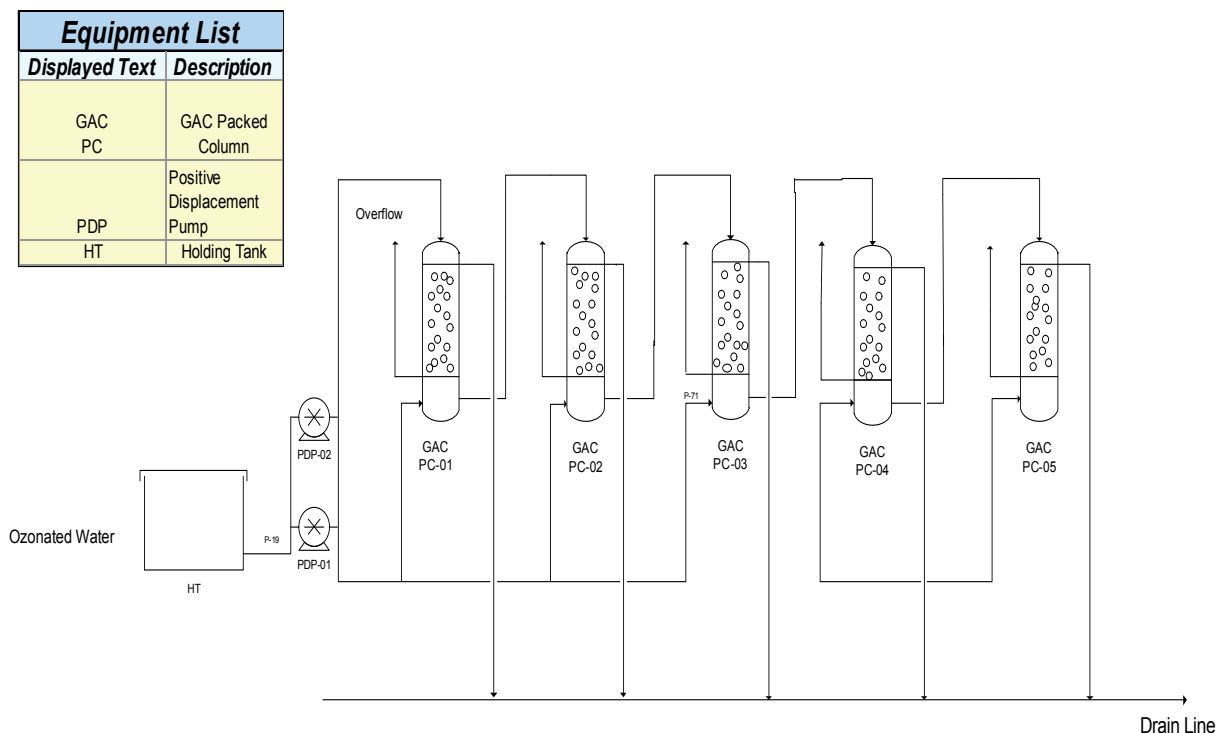 Equipment List
Displayed Text Description
GAC
PC
GAC Packed
Column
PDP
Positive
Displacement
Pump
HT Holding Tank
Overflow
P-71
GAC
PC-01
GAC
PC-02
GAC
PC-03
GAC
PC-04
GAC
PC-05
PDP-02
Ozonated Water
P-19
PDP-01
HT
Drain Line